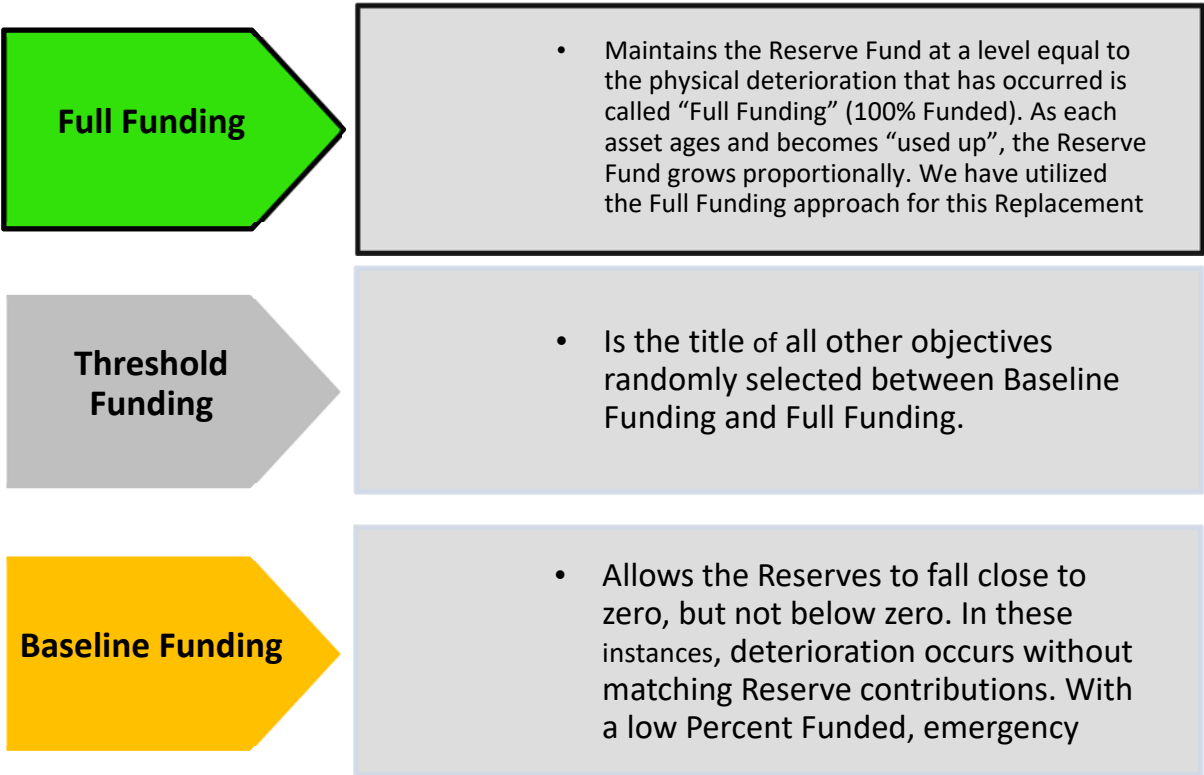 Full Funding
• Maintains the Reserve Fund at a level equal to
the physical deterioration that has occurred is
called “Full Funding” (100% Funded). As each
asset ages and becomes “used up”, the Reserve
Fund grows proportionally. We have utilized
the Full Funding approach for this Replacement
Threshold
Funding
• Is the title of all other objectives
randomly selected between Baseline
Funding and Full Funding.
Baseline Funding
• Allows the Reserves to fall close to
zero, but not below zero. In these
instances, deterioration occurs without
matching Reserve contributions. With
a low Percent Funded, emergency